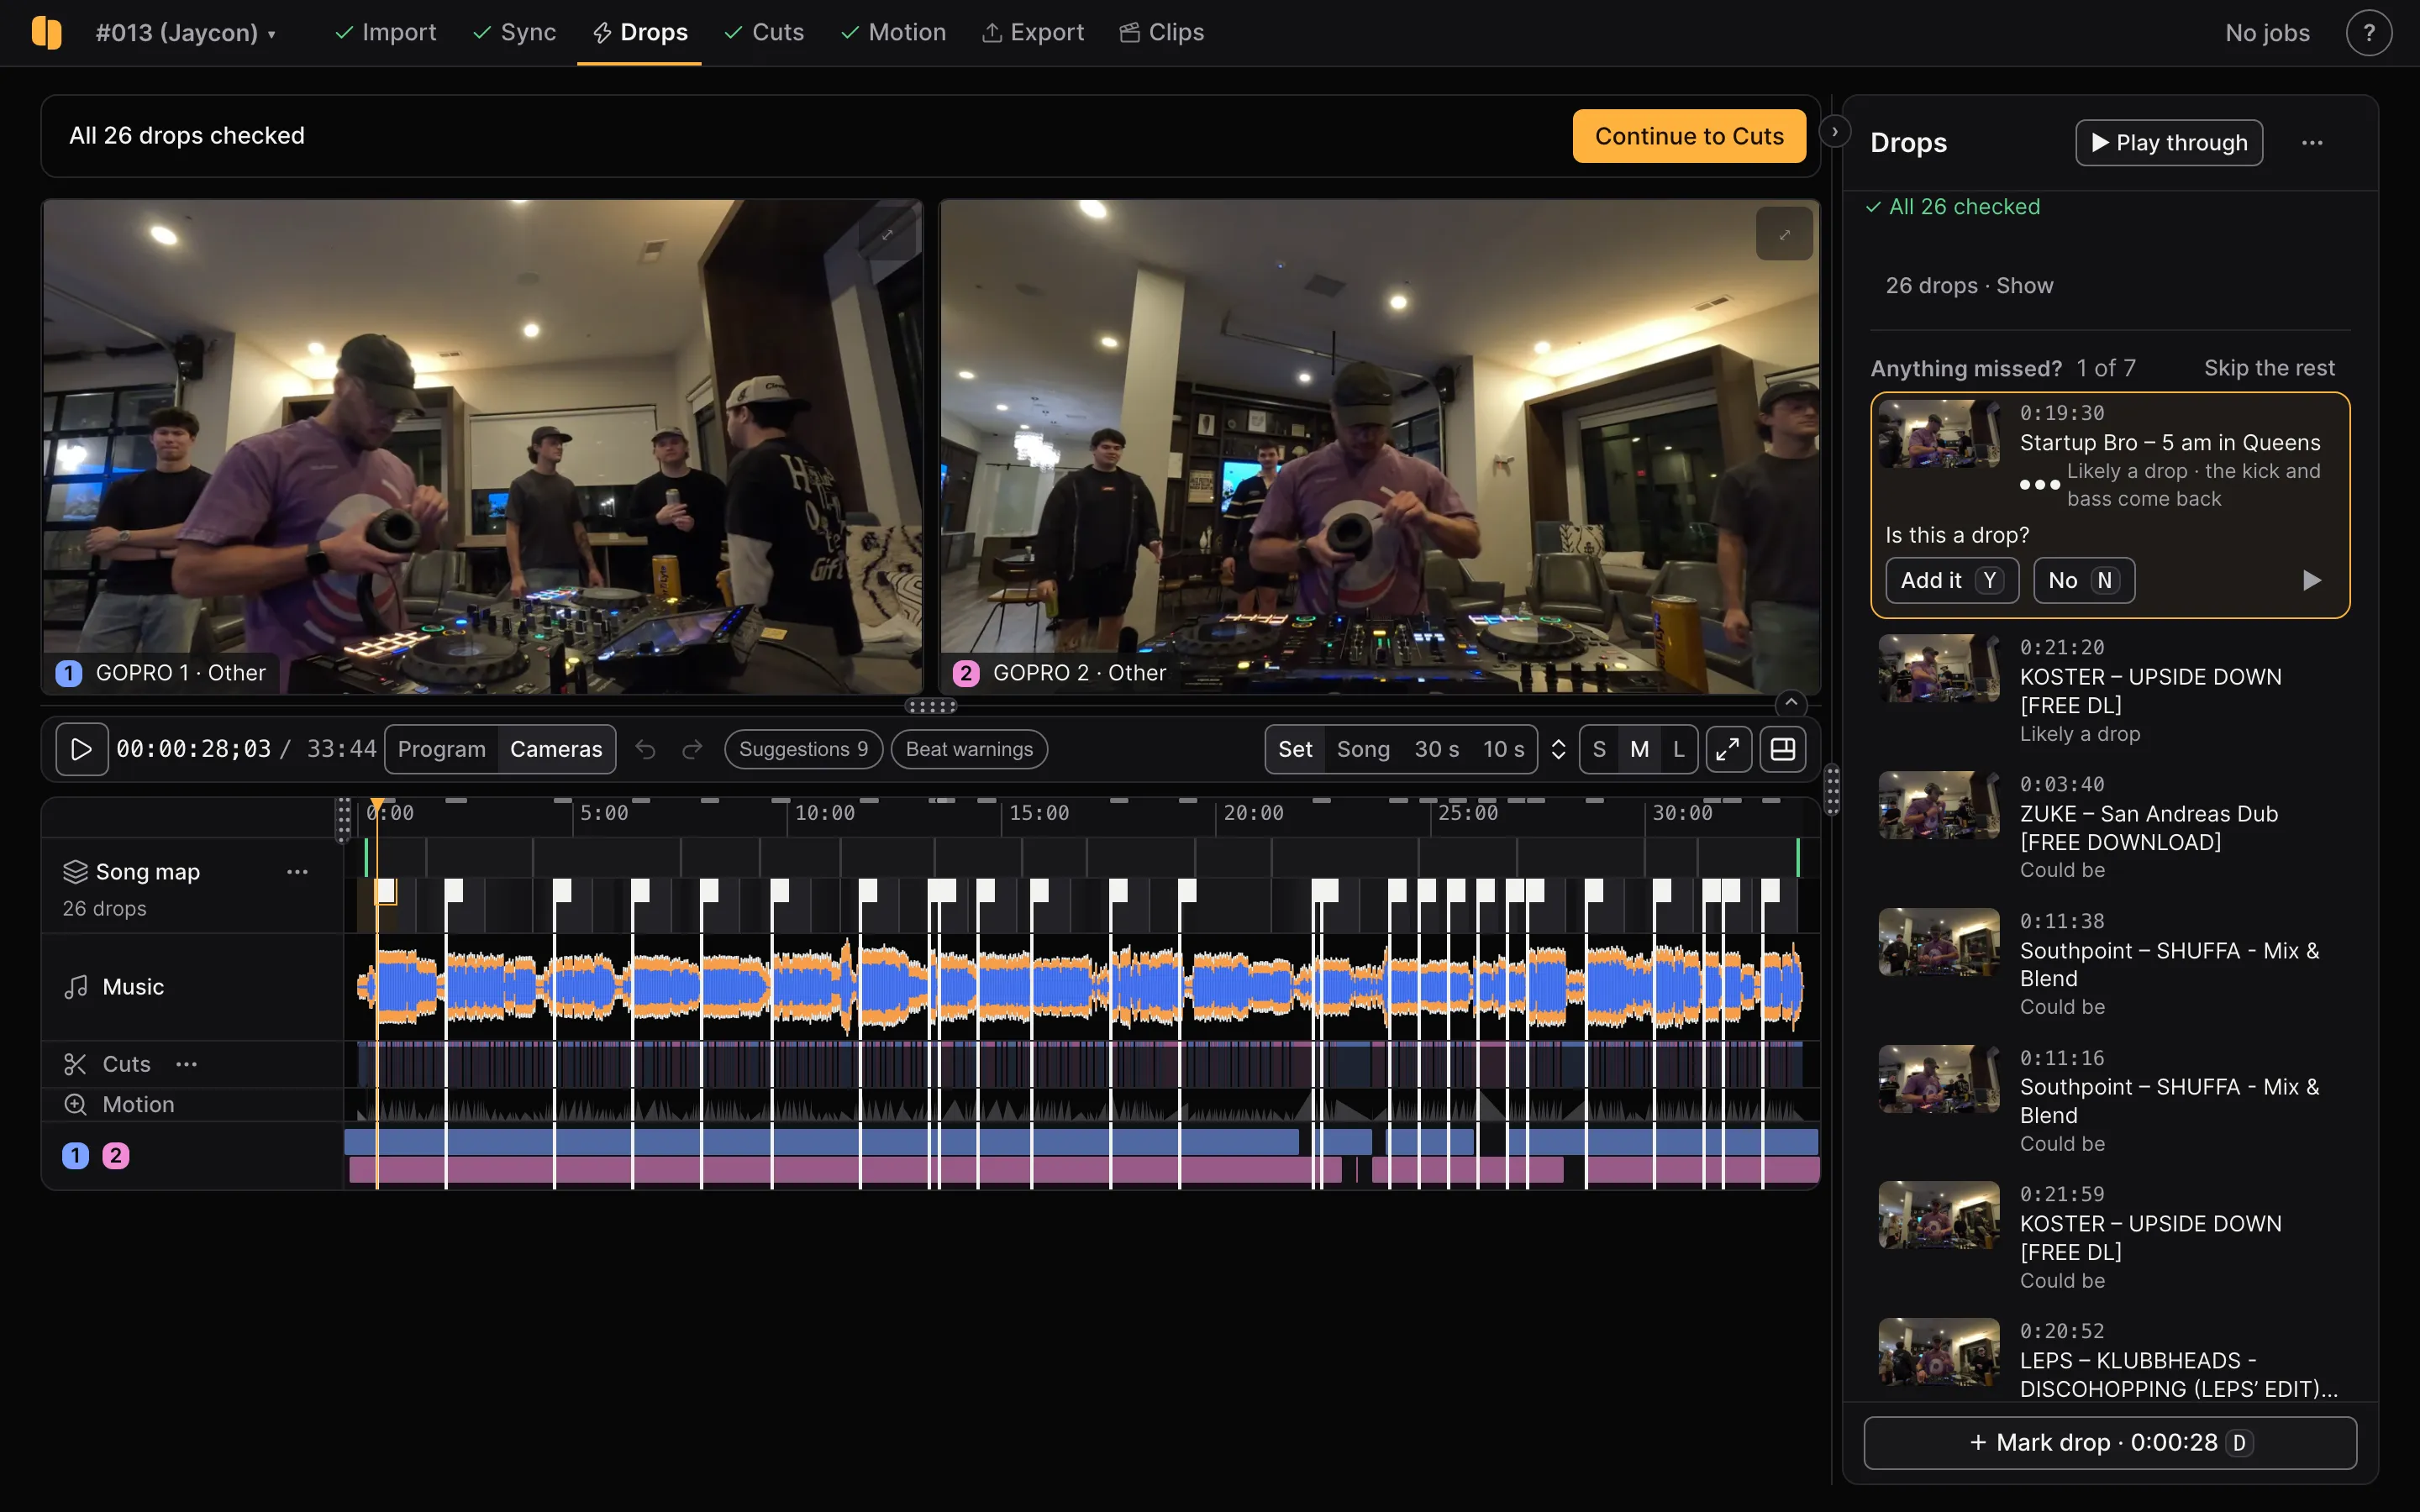 #013 (Jaycon)
Import
Sync
Drops
Cuts
Motion
Export
Clips
No jobs
?
All 26 drops checked
Continue to Cuts
1 GOPRO 1 · Other
2 GOPRO 2 · Other
00:00:28;03 / 33:44
Program
Cameras
Suggestions 9
Beat warnings
Set
Song
30 s
10 s
S
M
L
0:00
5:00
10:00
15:00
20:00
25:00
30:00
Song map
26 drops
Music
Cuts
Motion
1 2
Drops
Play through
All 26 checked
26 drops · Show
Anything missed? 1 of 7
Skip the rest
0:19:30
Startup Bro – 5 am in Queens
Likely a drop · the kick and
bass come back
Is this a drop?
Add it Y
No N
0:21:20
KOSTER – UPSIDE DOWN
[FREE DL]
Likely a drop
0:03:40
ZUKE – San Andreas Dub
[FREE DOWNLOAD]
Could be
0:11:38
Southpoint – SHUFFA - Mix &
Blend
Could be
0:11:16
Southpoint – SHUFFA - Mix &
Blend
Could be
0:21:59
KOSTER – UPSIDE DOWN
[FREE DL]
Could be
0:20:52
LEPS – KLUBBHEADS -
DISCOHOPPING (LEPS’ EDIT)...
+ Mark drop · 0:00:28 D